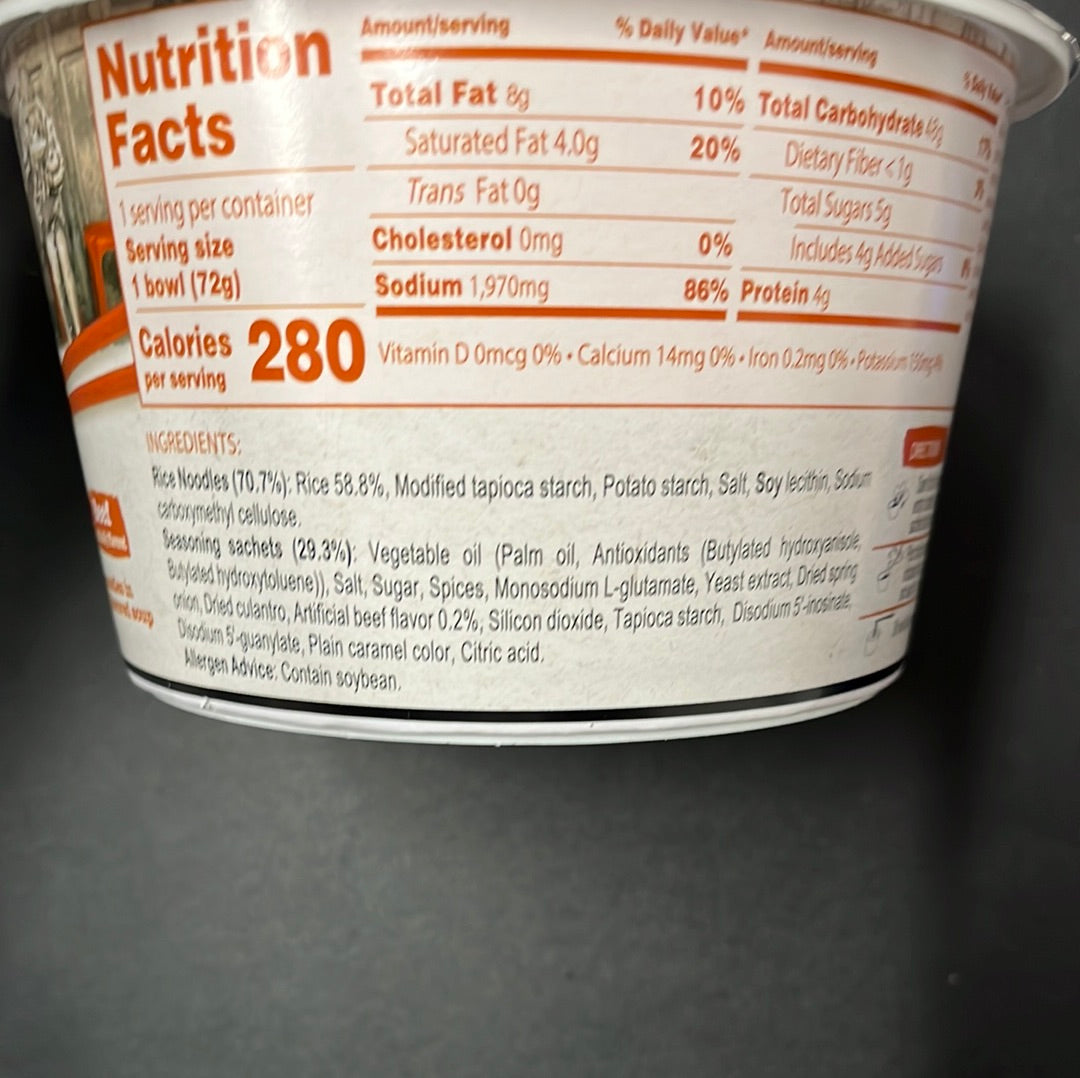 Nutrition
Facts
1 serving per container
Serving size
1 bowl (72g)
Calories 280
per serving
Amount/serving % Daily Value*
Total Fat 8g 10%
Saturated Fat 4.0g 20%
Trans Fat 0g
Cholesterol 0mg 0%
Sodium 1,970mg 86%
Amount/serving % Daily Value*
Total Carbohydrate
Dietary Fiber <1g
Total Sugars 5g
Includes 4g Added Sugars
Protein 4g
Vitamin D 0mcg 0% • Calcium 14mg 0% • Iron 0.2mg 0% • Potassium
INGREDIENTS:
Rice Noodles (70.7%): Rice 58.8%, Modified tapioca starch, Potato starch, Salt, Soy lecithin, Sodium
carboxymethyl cellulose.
Seasoning sachets (29.3%): Vegetable oil (Palm oil, Antioxidants (Butylated hydroxyanisole,
Butylated hydroxytoluene)), Salt, Sugar, Spices, Monosodium L-glutamate, Yeast extract, Dried spring
onion, Dried culantro, Artificial beef flavor 0.2%, Silicon dioxide, Tapioca starch, Disodium 5'-inosinate,
Disodium 5'-guanylate, Plain caramel color, Citric acid.
Allergen Advice: Contain soybean.
soup